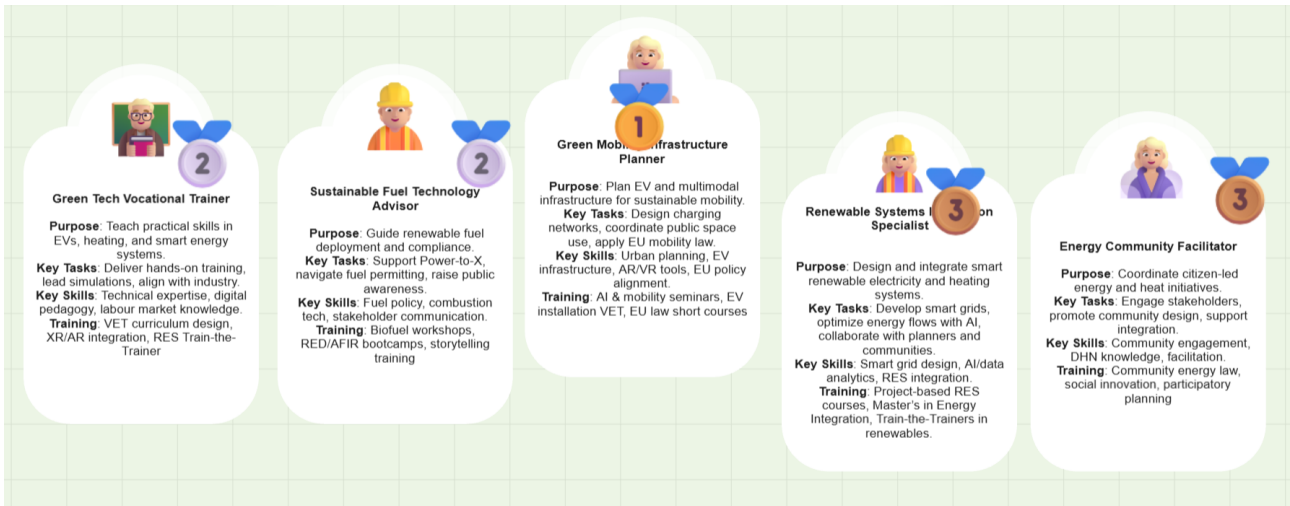 2
Green Tech Vocational Trainer
Purpose: Teach practical skills in
EVs, heating, and smart energy
systems.
Key Tasks: Deliver hands-on training,
lead simulations, align with industry.
Key Skills: Technical expertise, digital
pedagogy, labour market knowledge.
Training: VET curriculum design,
XR/AR integration, RES Train-the-
Trainer
2
Sustainable Fuel Technology
Advisor
Purpose: Guide renewable fuel
deployment and compliance.
Key Tasks: Support Power-to-X,
navigate fuel permitting, raise public
awareness.
Key Skills: Fuel policy, combustion
tech, stakeholder communication.
Training: Biofuel workshops,
RED/AFIR bootcamps, storytelling
training
1
Green
Planner
Purpose: Plan EV and multimodal
infrastructure for sustainable mobility.
Key Tasks: Design charging
networks, coordinate public space
use, apply EU mobility law.
Key Skills: Urban planning, EV
infrastructure, AR/VR tools, EU policy
alignment.
Training: AI & mobility seminars, EV
installation VET, EU law short courses
3
Renewable Systems
Specialist
Purpose: Design and integrate smart
renewable electricity and heating
systems.
Key Tasks: Develop smart grids,
optimize energy flows with AI,
collaborate with planners and
communities.
Key Skills: Smart grid design, AI/data
analytics, RES integration.
Training: Project-based RES
courses, Master's in Energy
Integration, Train-the-Trainers in
renewables.
3
Energy Community Facilitator
Purpose: Coordinate citizen-led
energy and heat initiatives.
Key Tasks: Engage stakeholders,
promote community design, support
integration.
Key Skills: Community engagement,
DHN knowledge, facilitation.
Training: Community energy law,
social innovation, participatory
planning